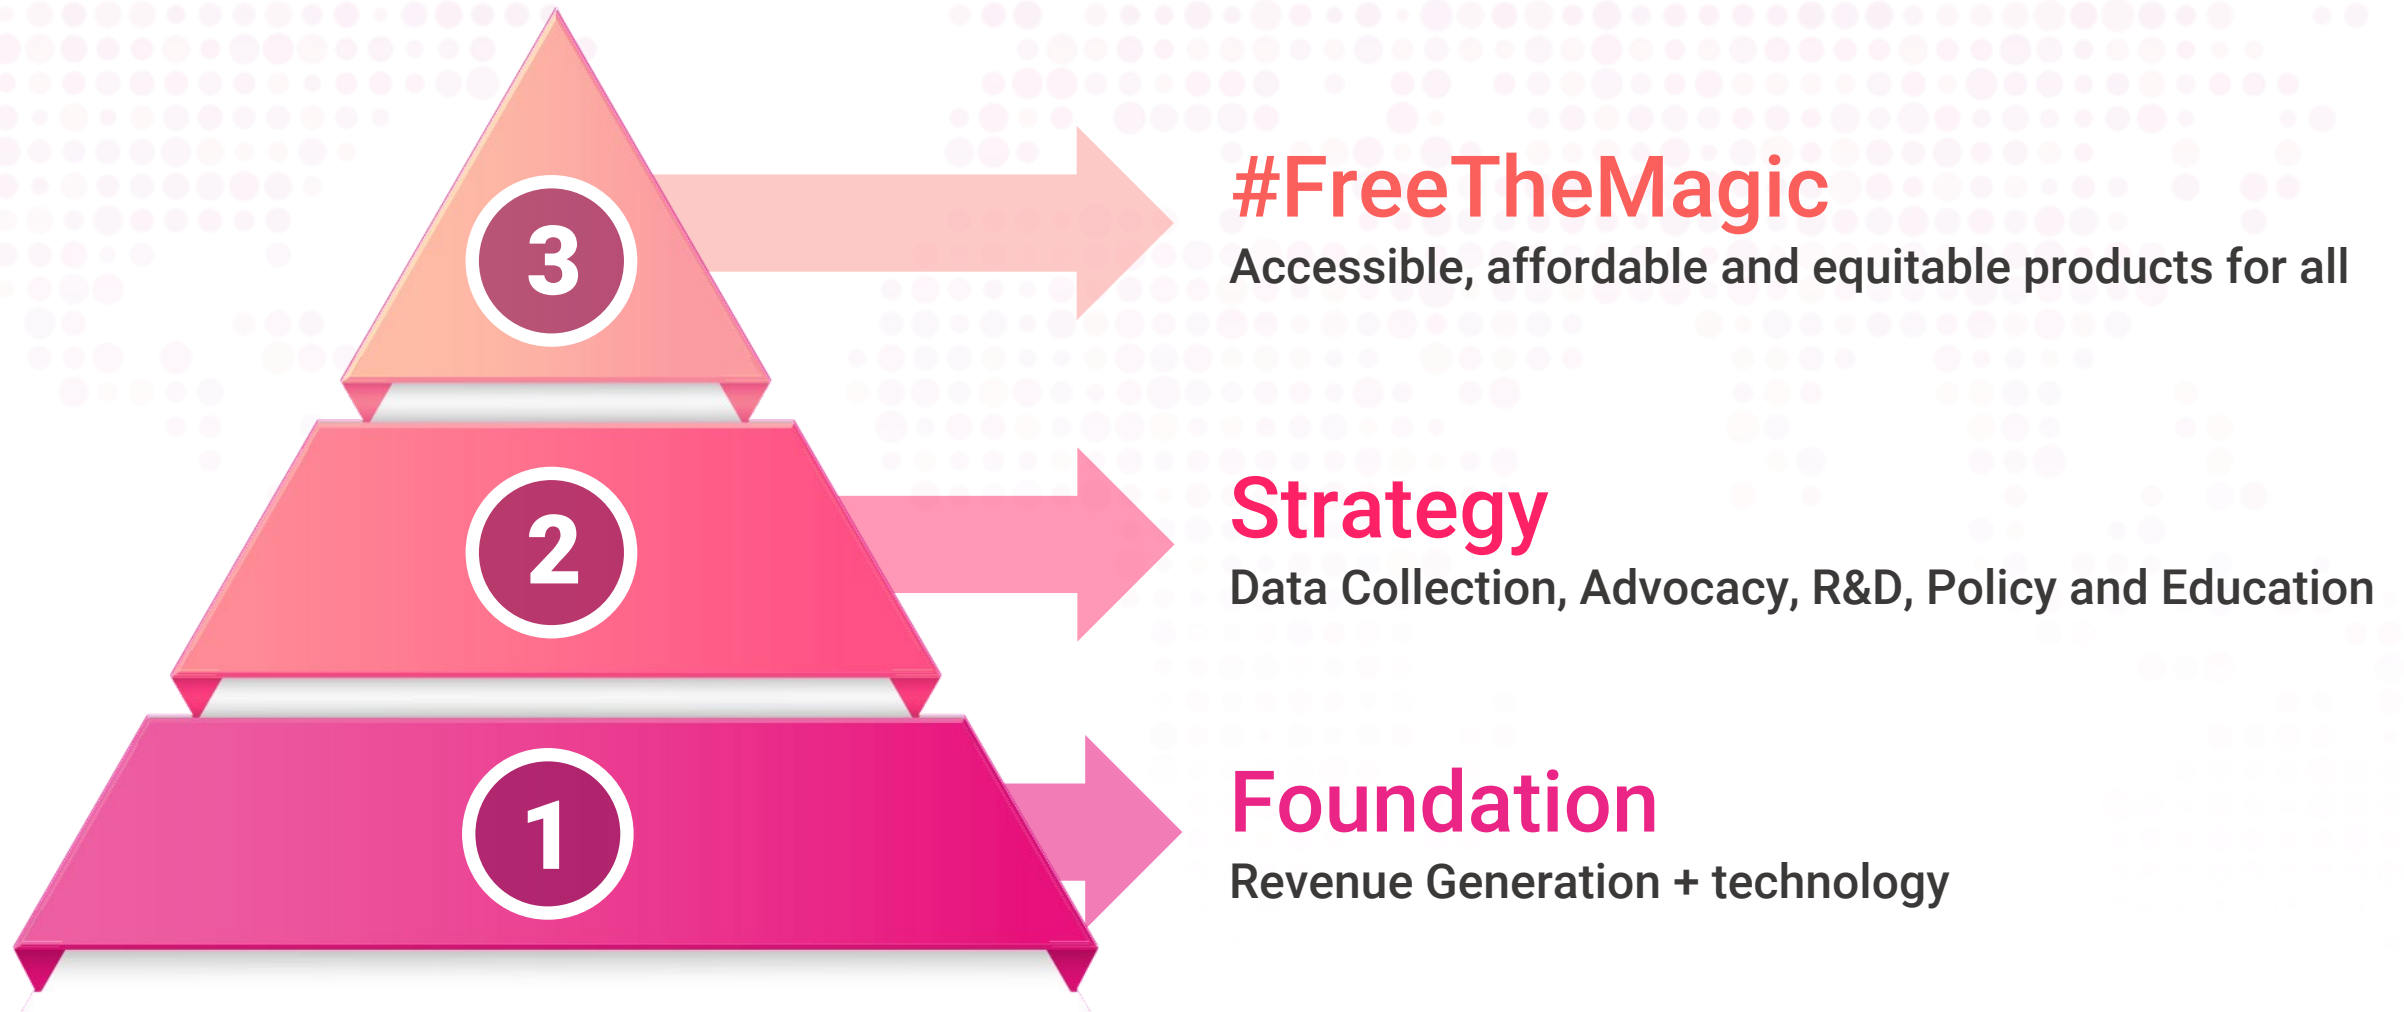 3
#FreeTheMagic
Accessible, affordable and equitable products for all
2
Strategy
Data Collection, Advocacy, R&D, Policy and Education
1
Foundation
Revenue Generation + technology